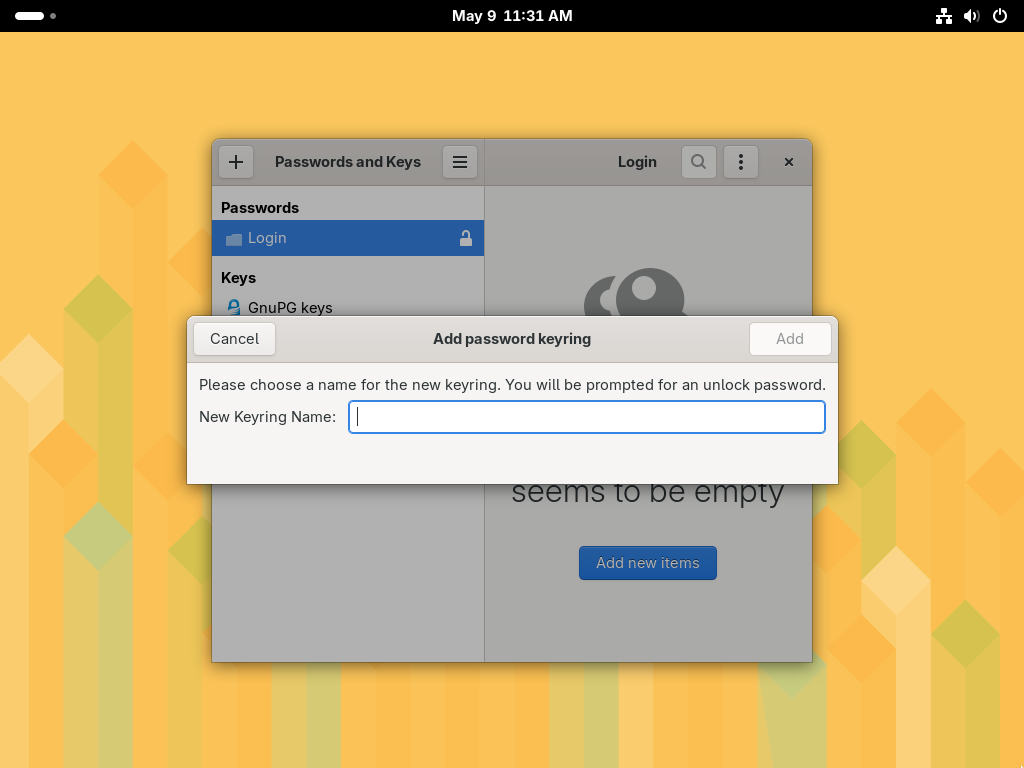 May 9 11:31 AM
Passwords and Keys
Login
Passwords
Login
Keys
GnuPG keys
Cancel
Add password keyring
Add
Please choose a name for the new keyring. You will be prompted for an unlock password.
New Keyring Name:
seems to be empty
Add new items